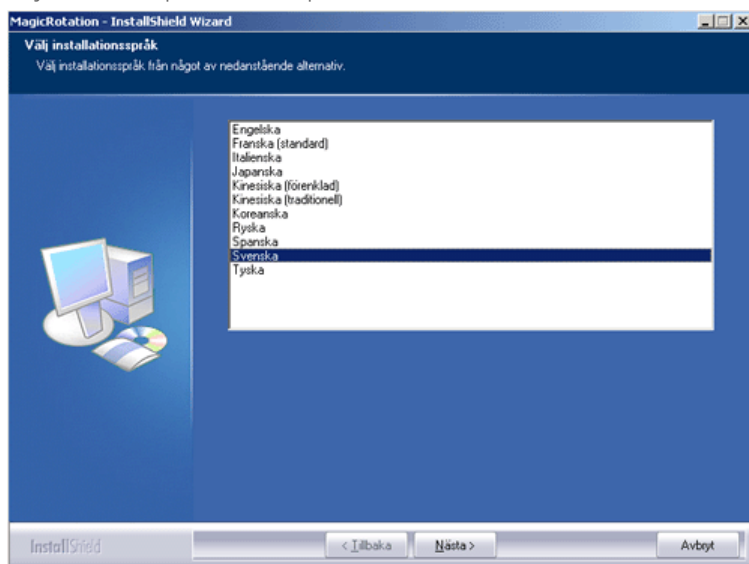 MagicRotation - InstallShield Wizard
Välj installationsspråk
Välj installationsspråk från något av nedanstående alternativ.
Engelska
Franska (standard)
Italienska
Japanska
Kinesiska (förenklad)
Kinesiska (traditionell)
Koreanska
Ryska
Spanska
Svenska
Tyska
InstallShield
< Tillbaka
Nästa >
Avbryt